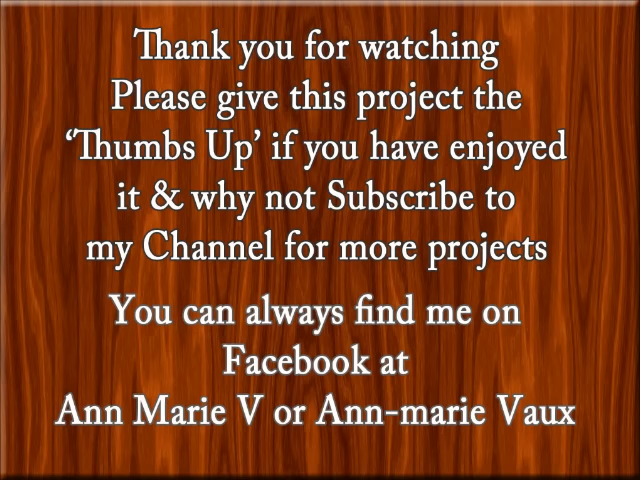 Thank you for watching
Please give this project the
‘Thumbs Up’ if you have enjoyed
it & why not Subscribe to
my Channel for more projects
You can always find me on
Facebook at
Ann Marie V or Ann-marie Vaux